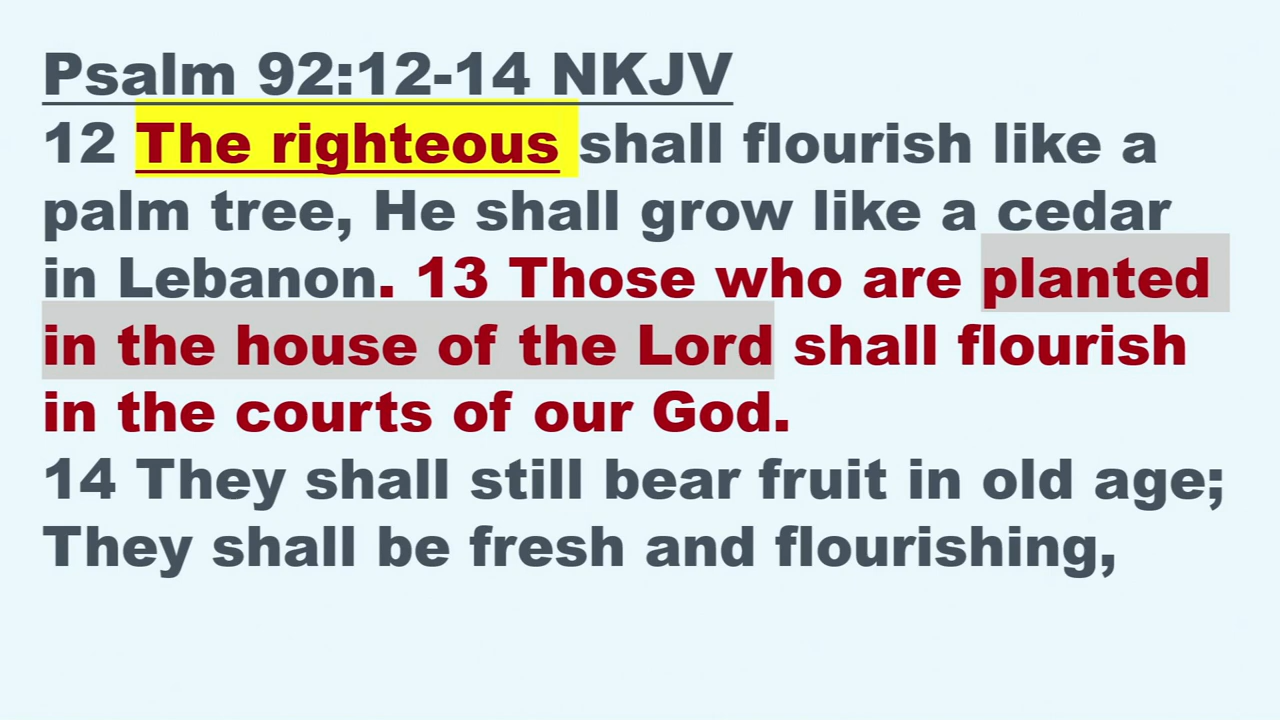 Psalm 92:12-14 NKJV
12 The righteous shall flourish like a
palm tree, He shall grow like a cedar
in Lebanon. 13 Those who are planted
in the house of the Lord shall flourish
in the courts of our God.
14 They shall still bear fruit in old age;
They shall be fresh and flourishing,